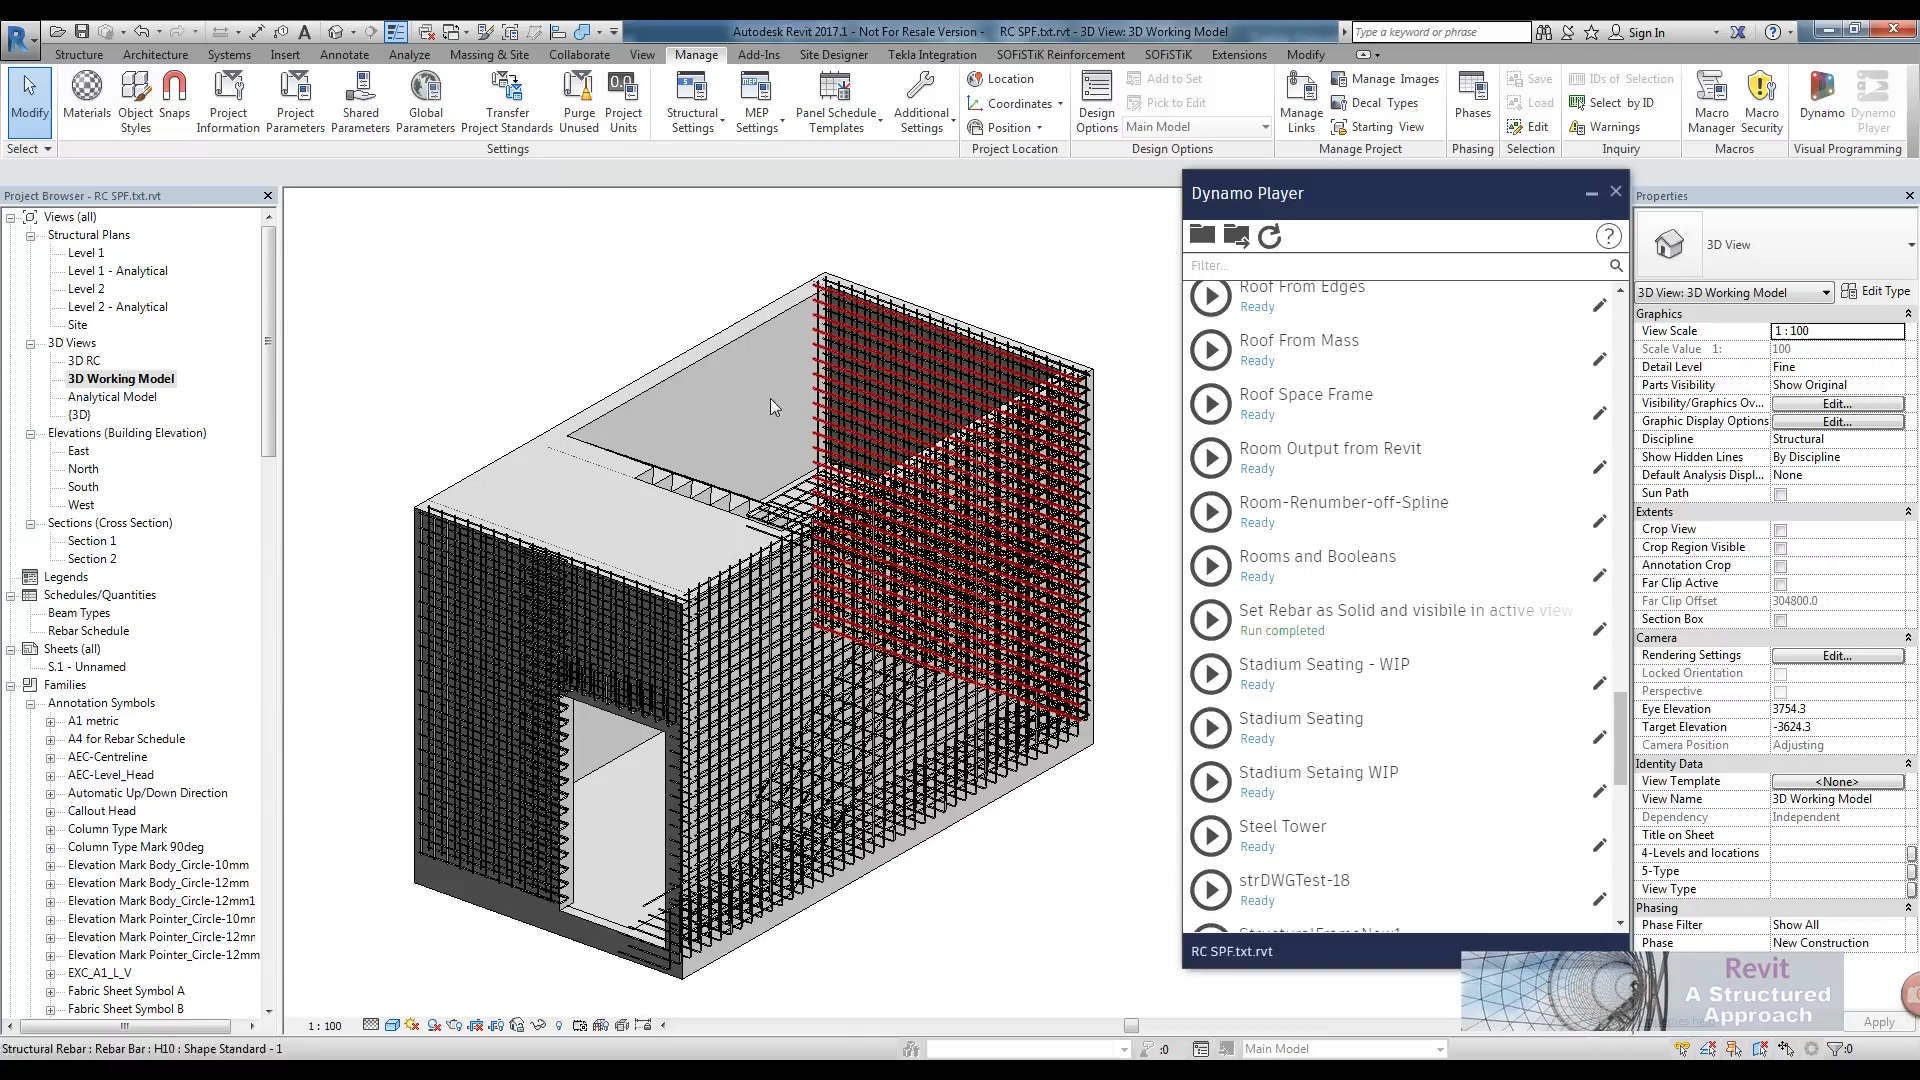 Autodesk Revit 2017.1 - Not For Resale Version - RC SPF.txt.rvt - 3D View: 3D Working Model
Type a keyword or phrase
Sign In
Structure Architecture Systems Insert Annotate Analyze Massing & Site Collaborate View Manage Add-Ins Site Designer Tekla Integration SOFiSTiK Reinforcement SOFiSTiK Extensions Modify
Modify
Materials
Object Styles
Snaps
Project Information
Project Parameters
Shared Parameters
Global Parameters
Transfer Project Standards
Purge Unused
Project Units
Structural Settings
MEP Settings
Panel Schedule Templates
Additional Settings
Location
Coordinates
Position
Design Options
Add to Set
Pick to Edit
Main Model
Manage Links
Manage Images
Decal Types
Starting View
Phases
Save
Load
Edit
IDs of Selection
Select by ID
Warnings
Macro Manager
Macro Security
Dynamo
Dynamo Player
Select Settings Project Location Design Options Manage Project Phasing Selection Inquiry Macros Visual Programming
Project Browser - RC SPF.txt.rvt
Views (all)
Structural Plans
Level 1
Level 1 - Analytical
Level 2
Level 2 - Analytical
Site
3D Views
3D RC
3D Working Model
Analytical Model
{3D}
Elevations (Building Elevation)
East
North
South
West
Sections (Cross Section)
Section 1
Section 2
Legends
Schedules/Quantities
Beam Types
Rebar Schedule
Sheets (all)
S.1 - Unnamed
Families
Annotation Symbols
A1 metric
A4 for Rebar Schedule
AEC-Centreline
AEC-Level_Head
Automatic Up/Down Direction
Callout Head
Column Type Mark
Column Type Mark 90deg
Elevation Mark Body_Circle-10mm
Elevation Mark Body_Circle-12mm
Elevation Mark Body_Circle-12mm1
Elevation Mark Pointer_Circle-10mm
Elevation Mark Pointer_Circle-12mm
Elevation Mark Pointer_Circle-12mm
EXC_A1_L_V
Fabric Sheet Symbol A
Fabric Sheet Symbol B
Dynamo Player
Filter...
Roof From Edges
Ready
Roof From Mass
Ready
Roof Space Frame
Ready
Room Output from Revit
Ready
Room-Renumber-off-Spline
Ready
Rooms and Booleans
Ready
Set Rebar as Solid and visibile in active view
Run completed
Stadium Seating - WIP
Ready
Stadium Seating
Ready
Stadium Setaing WIP
Ready
Steel Tower
Ready
strDWGTest-18
Ready
RC SPF.txt.rvt
Properties
3D View
3D View: 3D Working Model Edit Type
Graphics
View Scale 1 : 100
Scale Value 1: 100
Detail Level Fine
Parts Visibility Show Original
Visibility/Graphics Ov... Edit...
Graphic Display Options Edit...
Discipline Structural
Show Hidden Lines By Discipline
Default Analysis Displ... None
Sun Path
Extents
Crop View
Crop Region Visible
Annotation Crop
Far Clip Active
Far Clip Offset 304800.0
Section Box
Camera
Rendering Settings Edit...
Locked Orientation
Perspective
Eye Elevation 3754.3
Target Elevation -3624.3
Camera Position Adjusting
Identity Data
View Template <None>
View Name 3D Working Model
Dependency Independent
Title on Sheet
4-Levels and locations
5-Type
View Type
Phasing
Phase Filter Show All
Phase New Construction
Revit
A Structured
Approach
Apply
1 : 100
Structural Rebar : Rebar Bar : H10 : Shape Standard - 1
:0
Main Model
:0